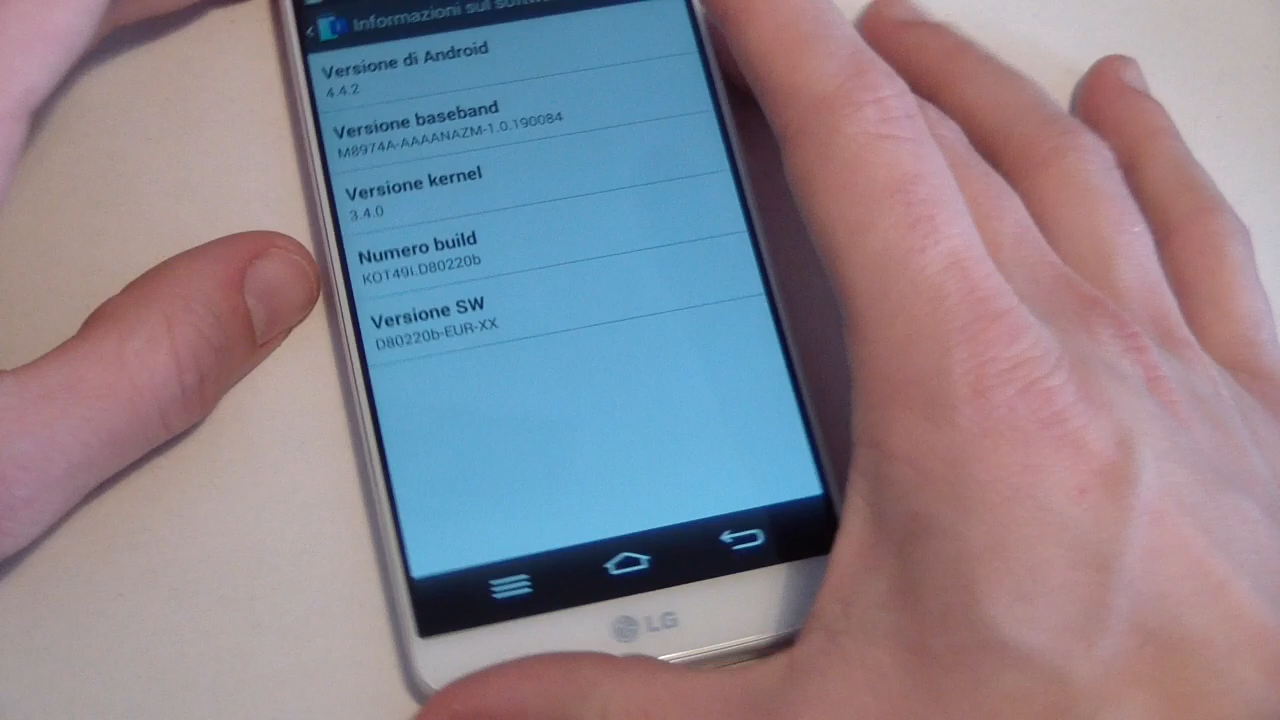 Informazioni sul
Versione di Android
4.4.2
Versione baseband
M8974A-AAAANAZM-1.0.190084
Versione kernel
3.4.0
Numero build
KOT49I.D80220b
Versione SW
D80220b-EUR-XX
LG